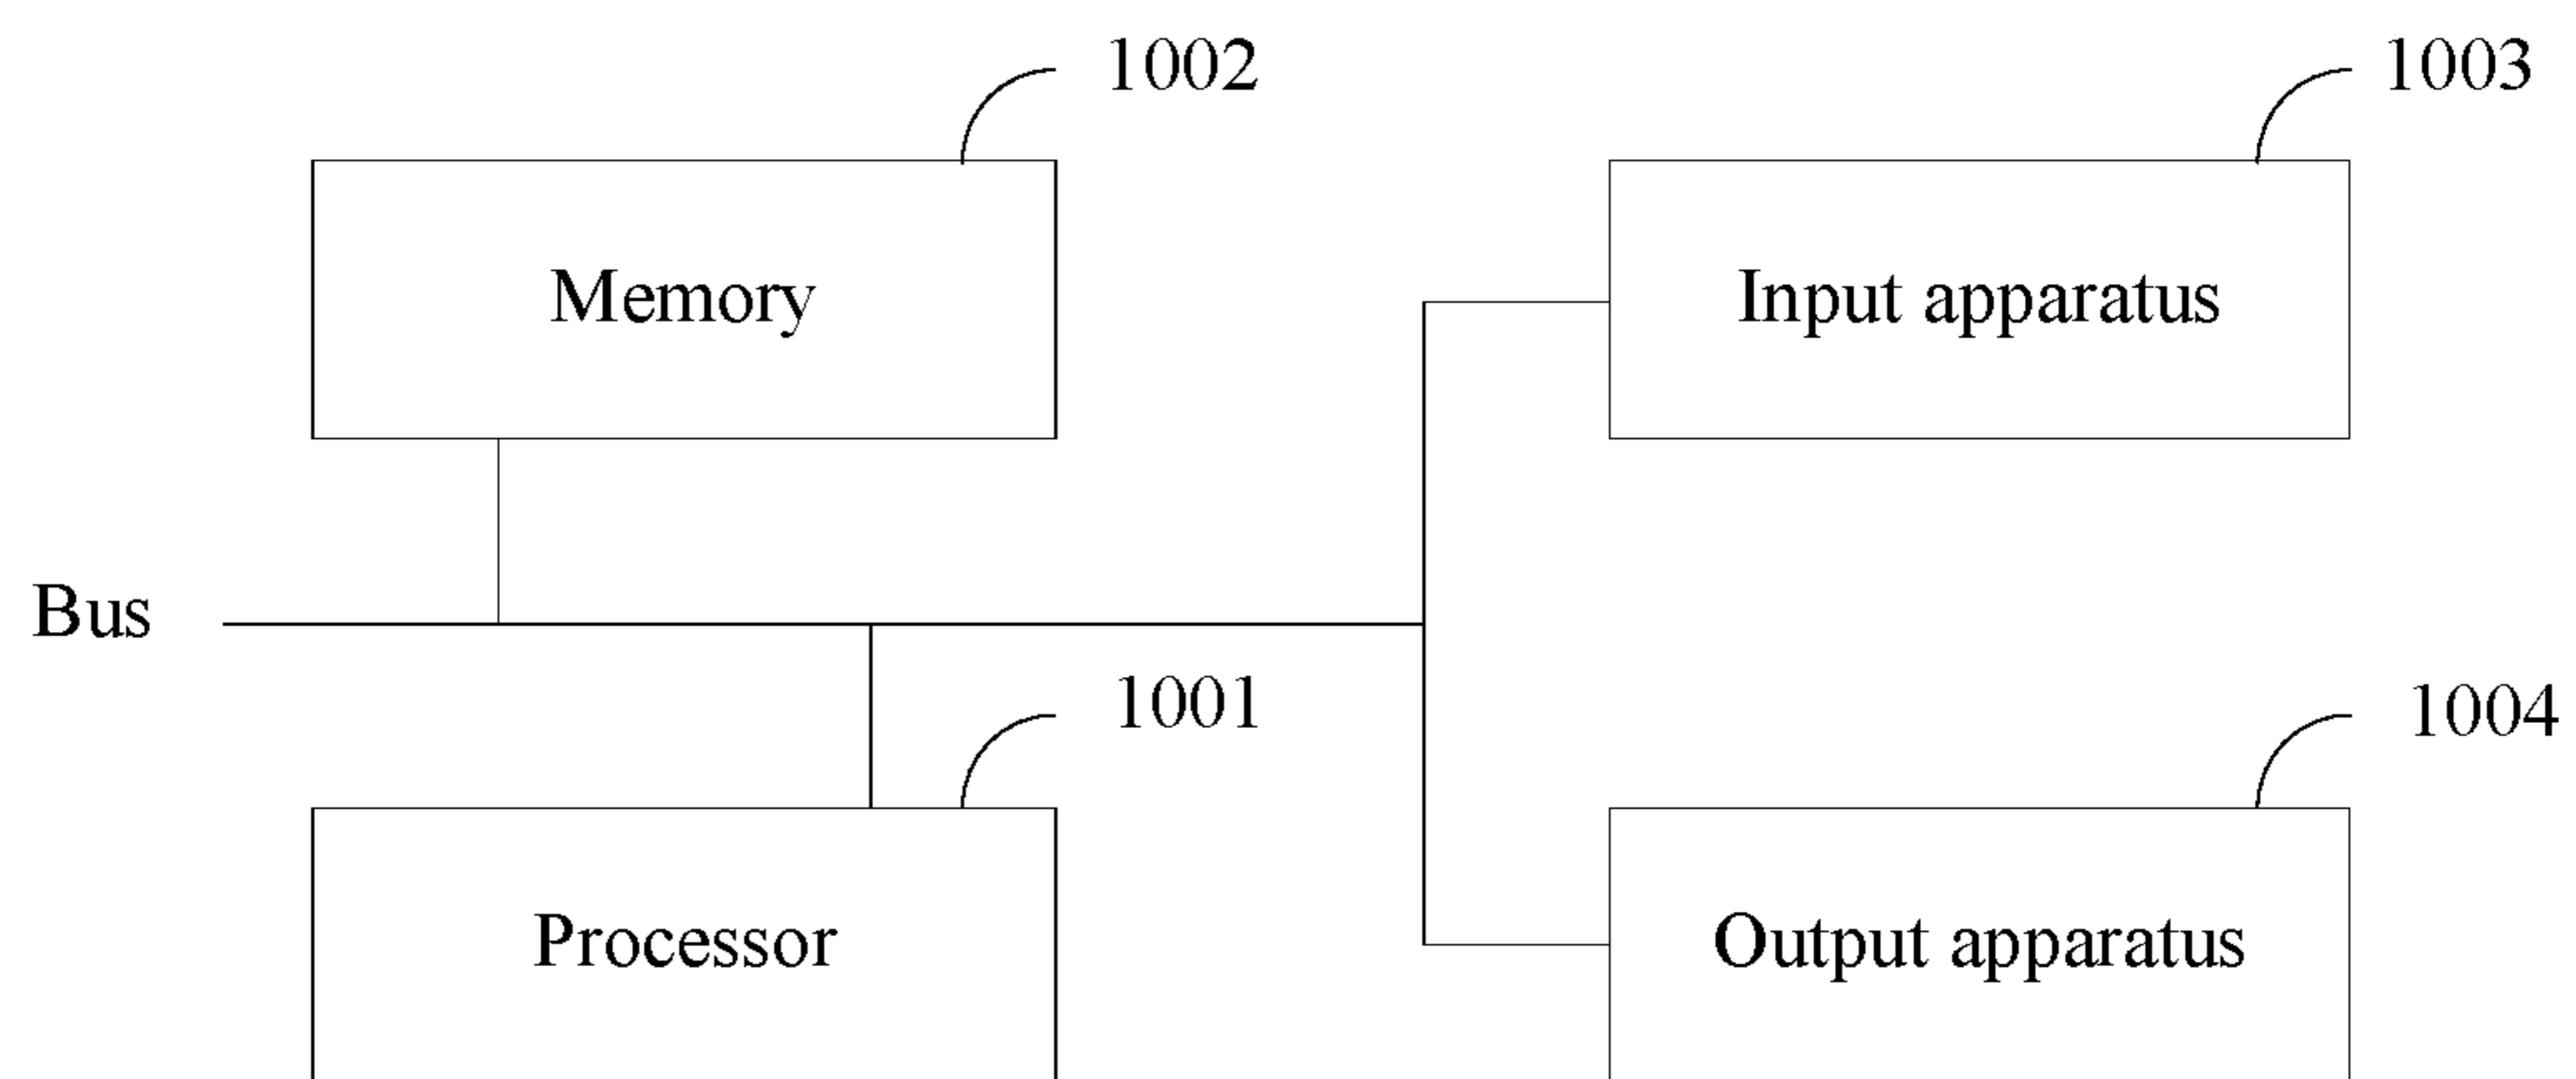 1002
1003
Memory
Input apparatus
Bus
1001
1004
Processor
Output apparatus